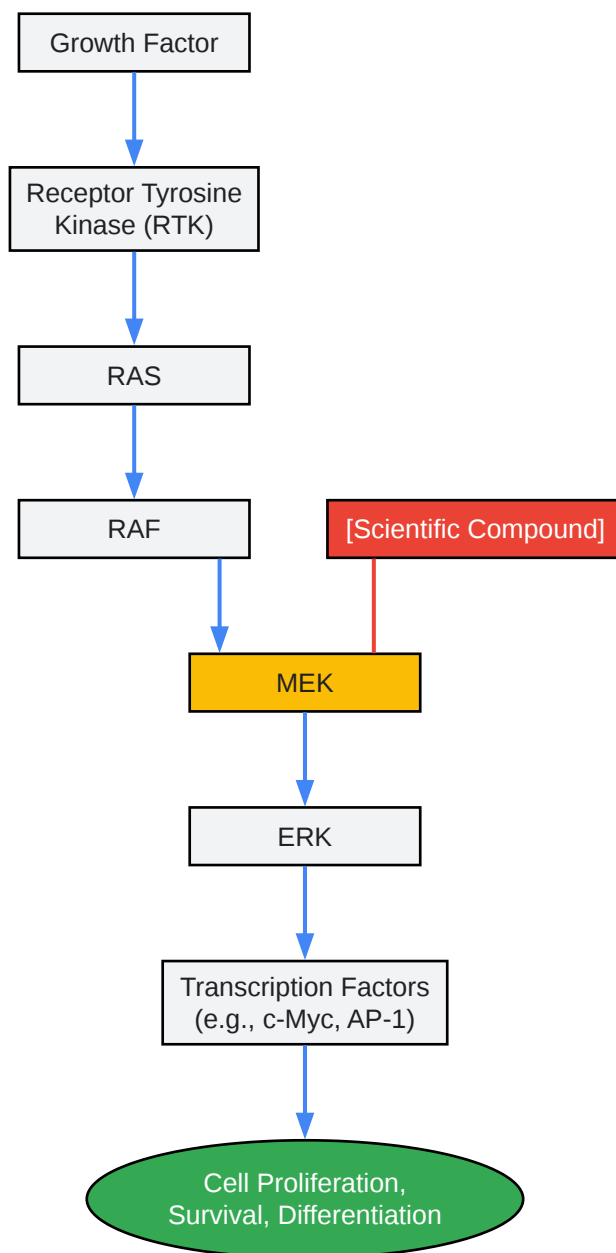 Growth Factor
Receptor Tyrosine
Kinase (RTK)
RAS
RAF
[Scientific Compound]
MEK
ERK
Transcription Factors
(e.g., c-Myc, AP-1)
Cell Proliferation,
Survival, Differentiation